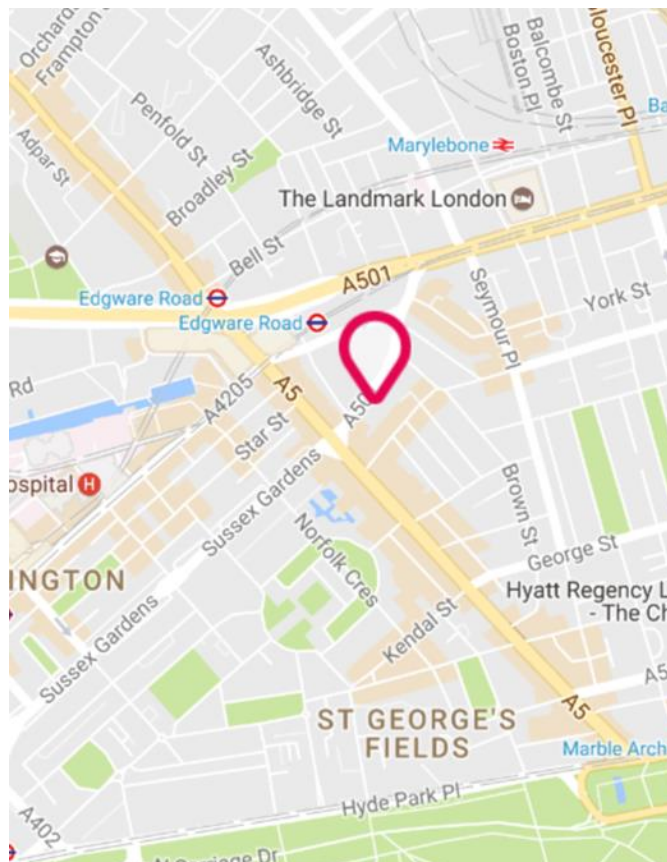 Orchard
Frampton
Ashbridge St
Balcombe St
Boston Pl
Gloucester Pl
Penfold St
Adpar St
Broadley St
Marylebone
Ba
The Landmark London
Bell St
A501
Edgware Road
Edgware Road
Seymour Pl
York St
Rd
A4205
A5
A50
Star St
ospital H
Sussex Gardens
Brown St
Norfolk Cres
George St
INGTON
Hyatt Regency L
- The Ch
Kendal St
Sussex Gardens
A5
A5
ST GEORGE'S
FIELDS
Marble Arch
Hyde Park Pl
A402